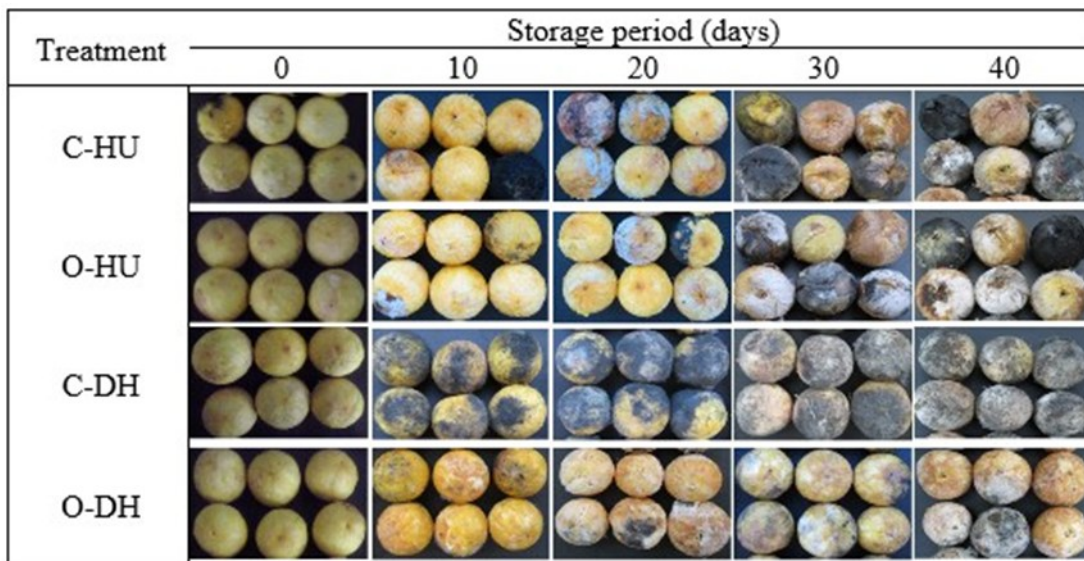 Treatment
Storage period (days)
0 10 20 30 40
C-HU
O-HU
C-DH
O-DH